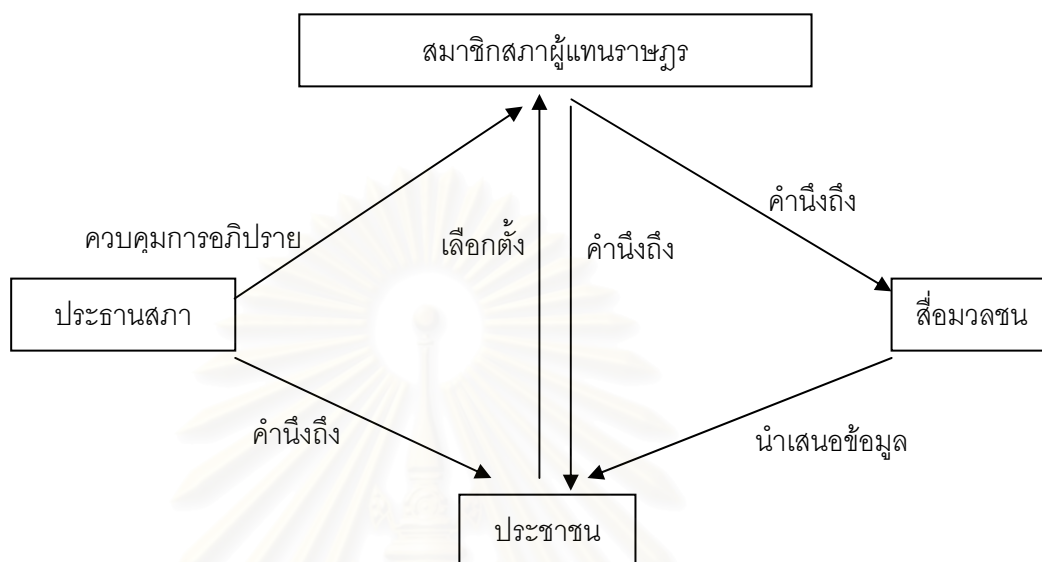 สมาชิกสภาผู้แทนราษฎร
คำนึงถึง
ควบคุมการอภิปราย
เลือกตั้ง
คำนึงถึง
ประธานสภา
สื่อมวลชน
คำนึงถึง
นำเสนอข้อมูล
ประชาชน